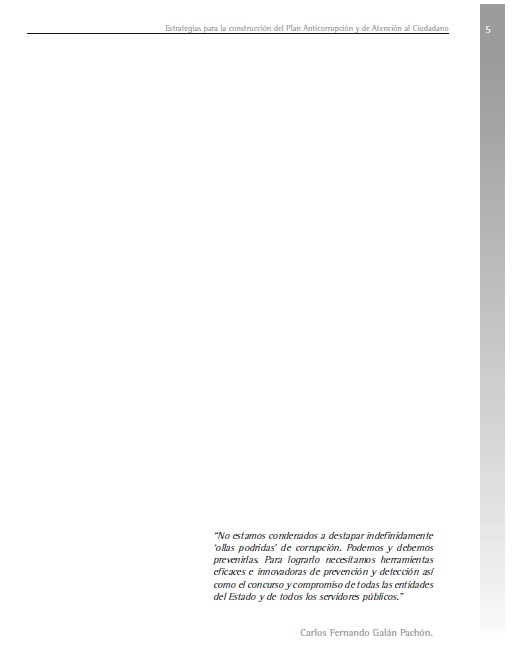 Estrategias para la construcción del Plan Anticorrupción y de Atención al Ciudadano
5
“No estamos condenados a destapar indefinidamente
‘ollas podridas’ de corrupción. Podemos y debemos
prevenirlas. Para lograrlo necesitamos herramientas
eficaces e innovadoras de prevención y detección así
como el concurso y compromiso de todas las entidades
del Estado y de todos los servidores públicos.”
Carlos Fernando Galán Pachón.